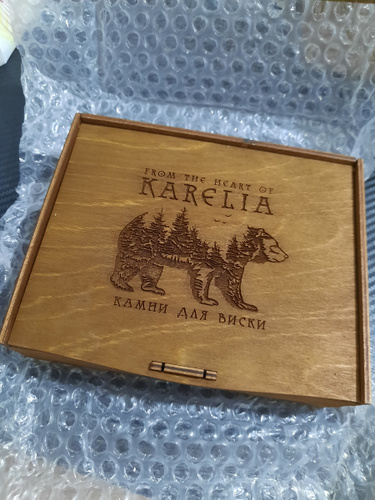 FROM THE HEART OF
KARELIA
КАМНИ ДЛЯ ВИСКИ